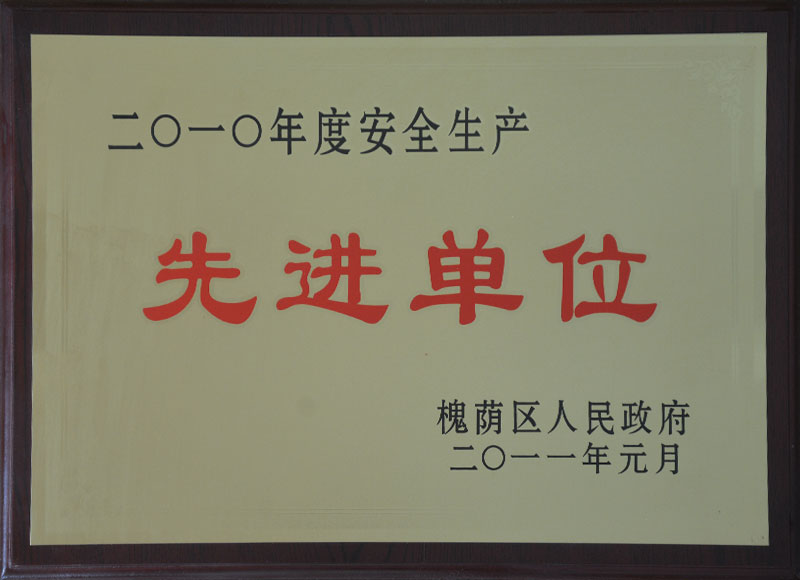 二〇一〇年度安全生产
先进单位
槐荫区人民政府
二〇一一年元月